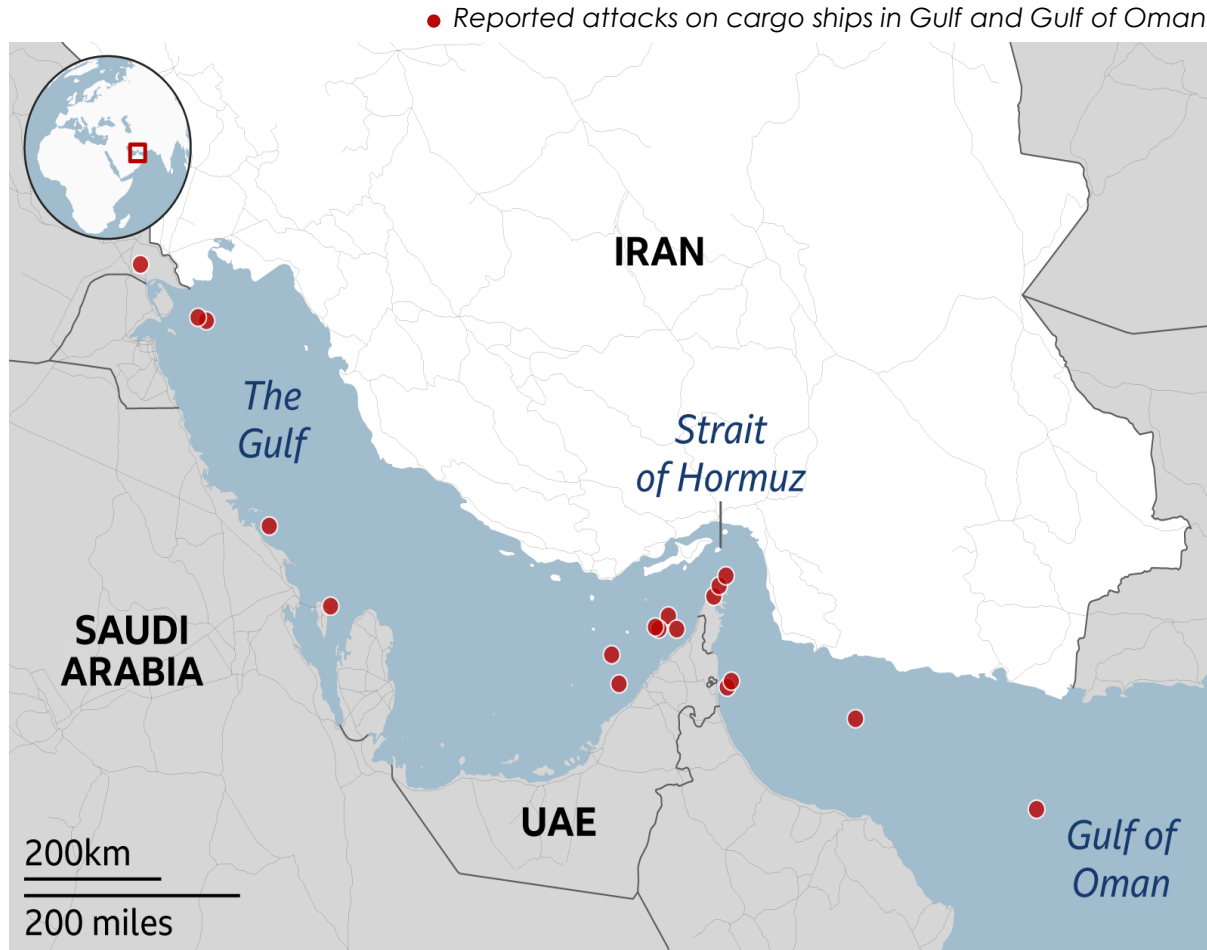 Reported attacks on cargo ships in Gulf and Gulf of Oman
IRAN
The
Gulf
Strait
of Hormuz
SAUDI
ARABIA
UAE
Gulf of
Oman
200km
200 miles